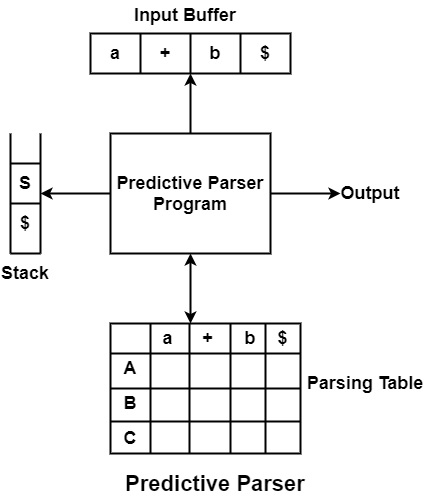 Input Buffer
a + b $
S
$
Stack
Predictive Parser
Program
Output
a + b $
A
B
C
Parsing Table
Predictive Parser